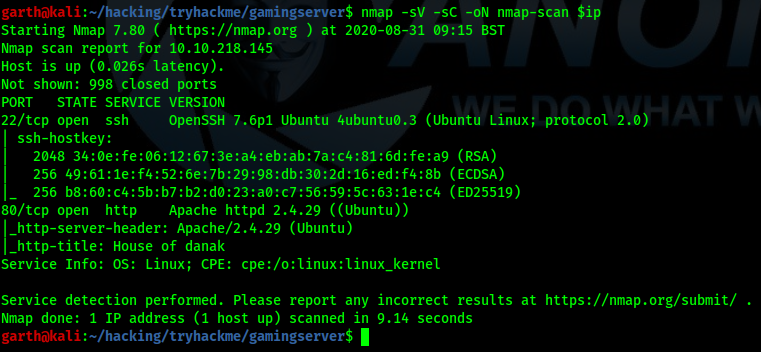 garth@kali:~/hacking/tryhackme/gamingserver$ nmap -sV -sC -oN nmap-scan $ip
Starting Nmap 7.80 ( https://nmap.org ) at 2020-08-31 09:15 BST
Nmap scan report for 10.10.218.145
Host is up (0.026s latency).
Not shown: 998 closed ports
PORT   STATE SERVICE VERSION
22/tcp open  ssh     OpenSSH 7.6p1 Ubuntu 4ubuntu0.3 (Ubuntu Linux; protocol 2.0)
| ssh-hostkey:
|   2048 34:0e:fe:06:12:67:3e:a4:eb:ab:7a:c4:81:6d:fe:a9 (RSA)
|   256 49:61:1e:f4:52:6e:7b:29:98:db:30:2d:16:ed:f4:8b (ECDSA)
|_  256 b8:60:c4:5b:b7:b2:d0:23:a0:c7:56:59:5c:63:1e:c4 (ED25519)
80/tcp open  http    Apache httpd 2.4.29 ((Ubuntu))
|_http-server-header: Apache/2.4.29 (Ubuntu)
|_http-title: House of danak
Service Info: OS: Linux; CPE: cpe:/o:linux:linux_kernel
Service detection performed. Please report any incorrect results at https://nmap.org/submit/ .
Nmap done: 1 IP address (1 host up) scanned in 9.14 seconds
garth@kali:~/hacking/tryhackme/gamingserver$
WE DO WHAT